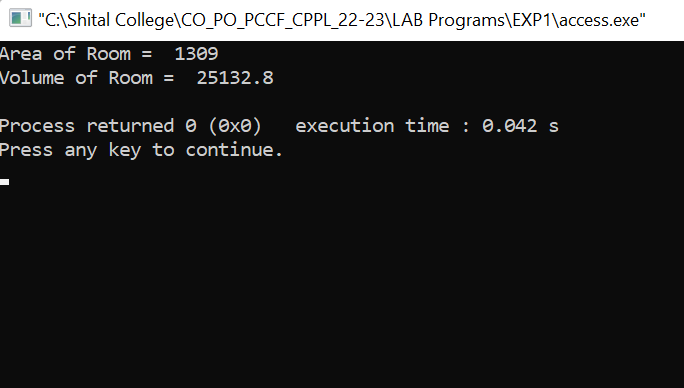 "C:\Shital College\CO_PO_PCCF_CPPL_22-23\LAB Programs\EXP1\access.exe"
Area of Room =  1309
Volume of Room =  25132.8
Process returned 0 (0x0)   execution time : 0.042 s
Press any key to continue.